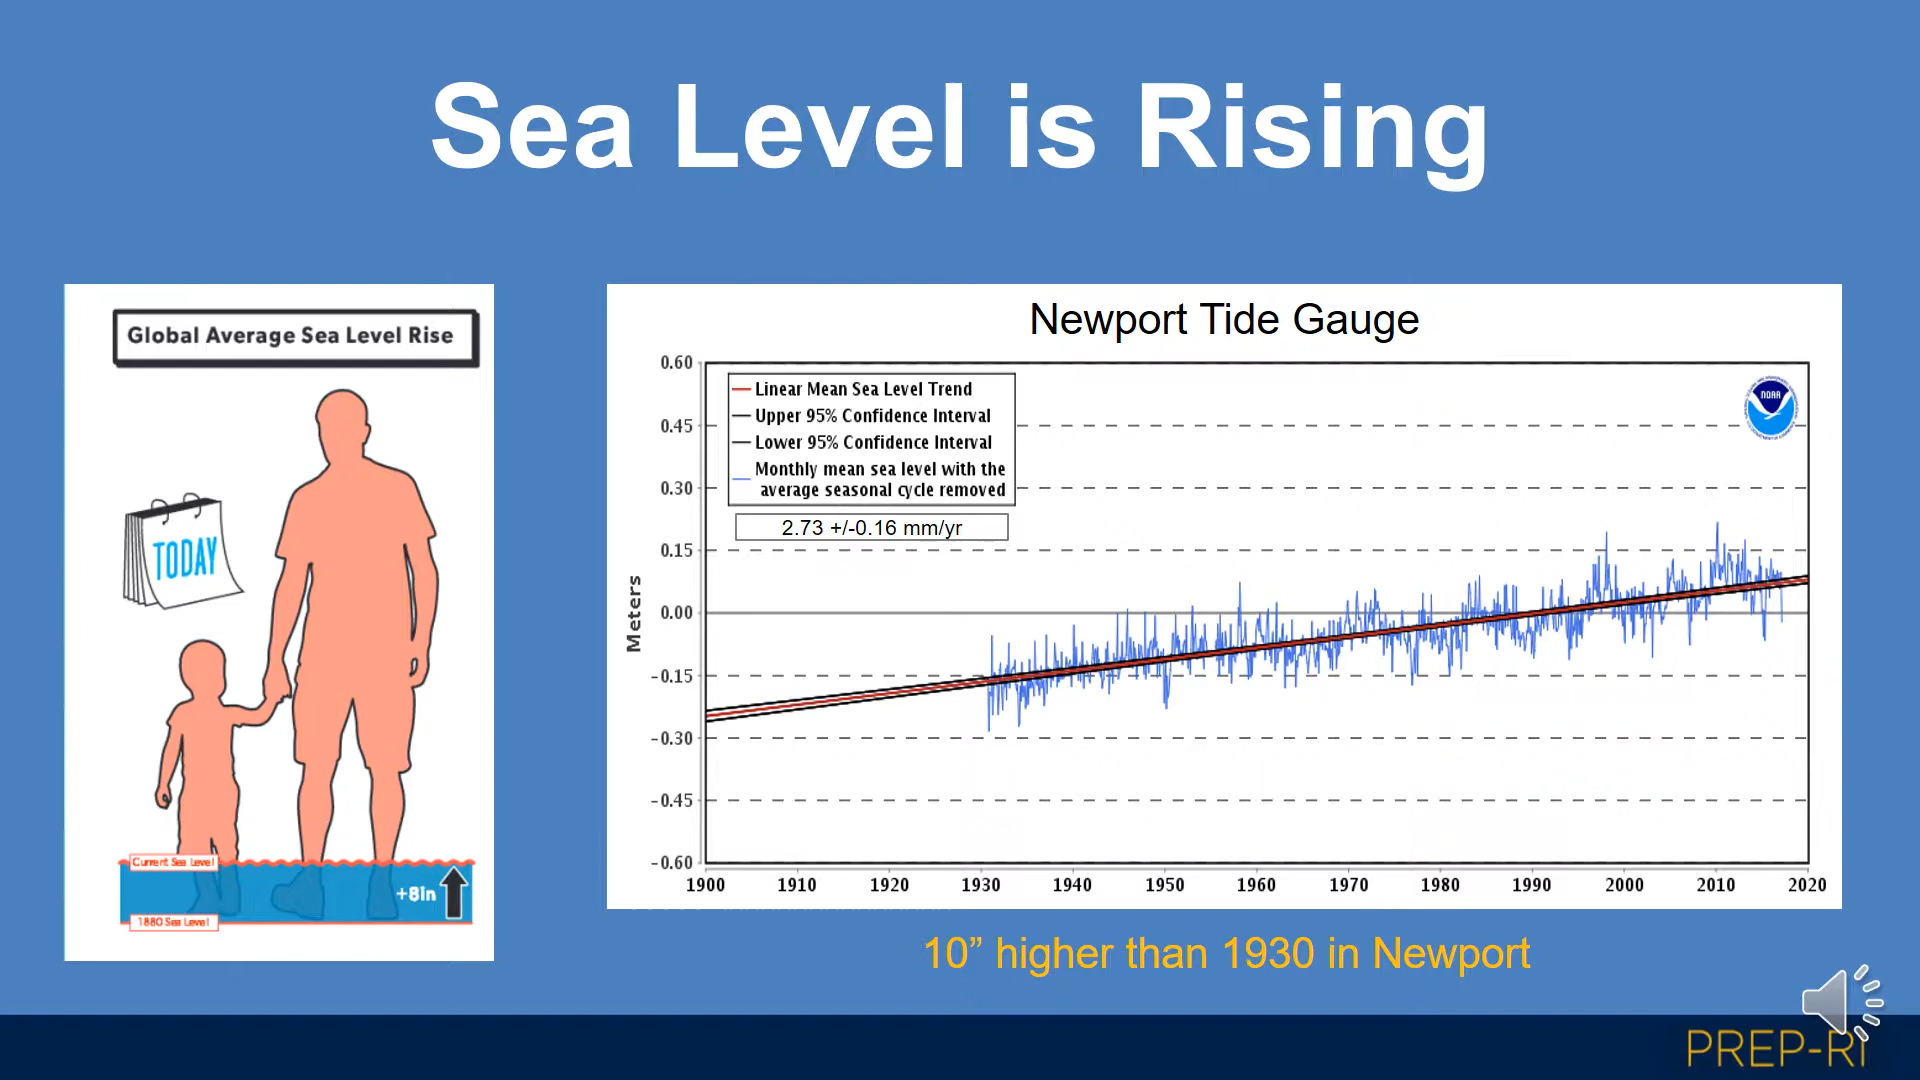 Sea Level is Rising
Global Average Sea Level Rise
TODAY
Current Sea Level
+8in
1880 Sea Level
Newport Tide Gauge
0.60
0.45
0.30
0.15
0.00
-0.15
-0.30
-0.45
-0.60
Meters
Linear Mean Sea Level Trend
Upper 95% Confidence Interval
Lower 95% Confidence Interval
Monthly mean sea level with the
average seasonal cycle removed
2.73 +/-0.16 mm/yr
NOAA
1900 1910 1920 1930 1940 1950 1960 1970 1980 1990 2000 2010 2020
10” higher than 1930 in Newport
PREP-RI